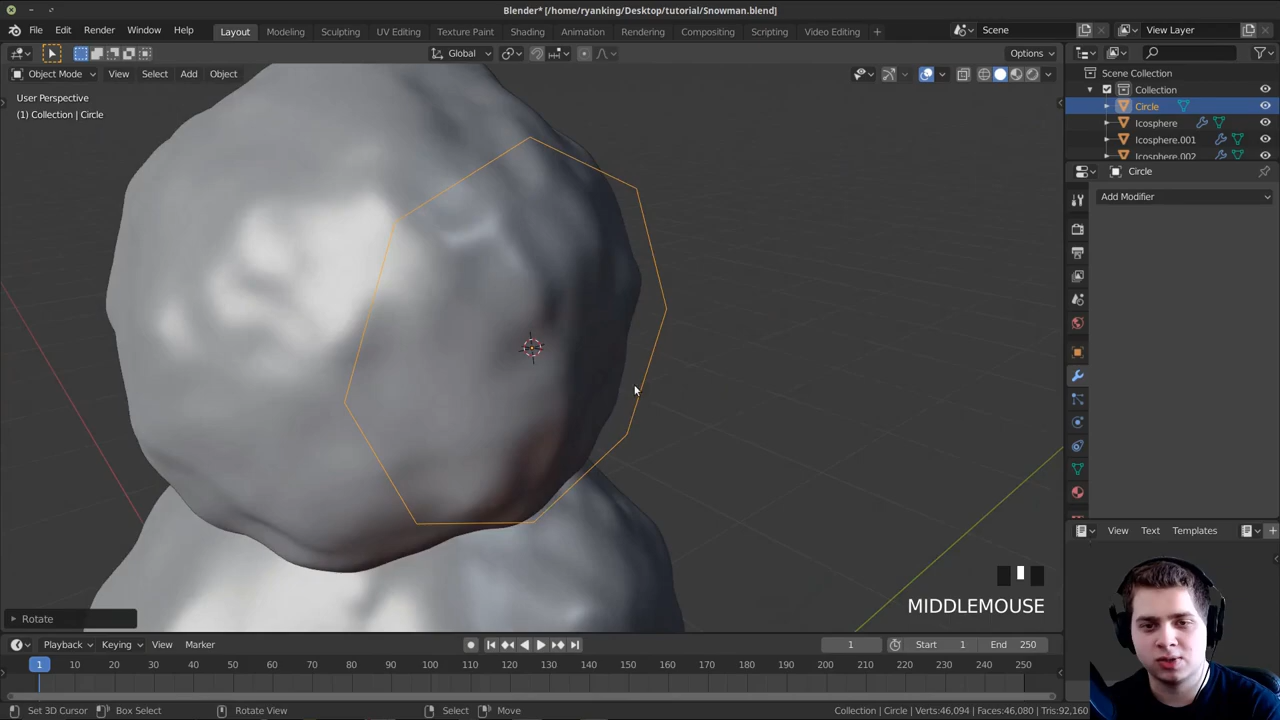 Blender* [/home/ryanking/Desktop/tutorial/Snowman.blend]
File Edit Render Window Help Layout Modeling Sculpting UV Editing Texture Paint Shading Animation Rendering Compositing Scripting Video Editing + Scene View Layer
Global Options
Object Mode View Select Add Object
User Perspective
(1) Collection | Circle
Scene Collection
Collection
Circle
Icosphere
Icosphere.001
Icosphere.002
Circle
Add Modifier
View Text Templates
MIDDLEMOUSE
Rotate
Playback Keying View Marker 1 Start 1 End 250
1 10 20 30 40 50 60 70 80 90 100 110 120 130 140 150 160 170 180 190 200 210 220 230 240 250
Set 3D Cursor Box Select Rotate View Select Move Collection | Circle | Verts:46,094 | Faces:46,080 | Tris:92,160